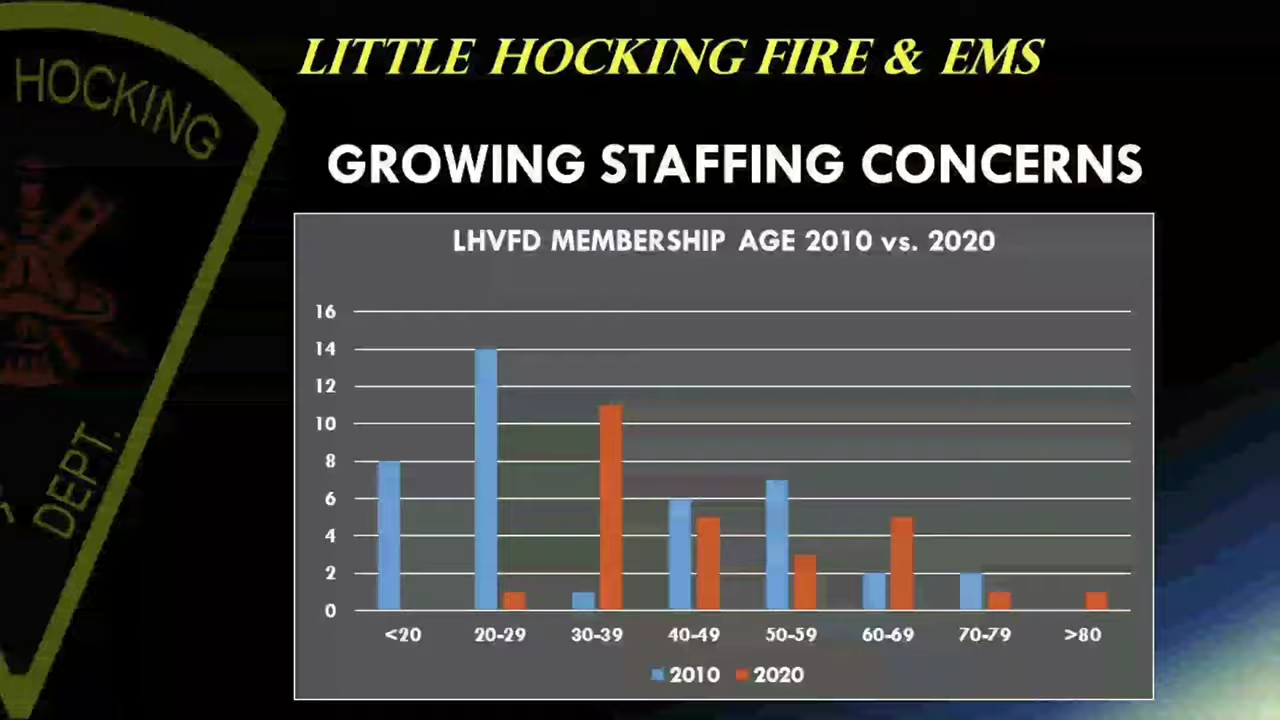 LITTLE HOCKING FIRE & EMS
HOCKING
GROWING STAFFING CONCERNS
LHVFD MEMBERSHIP AGE 2010 vs. 2020
16
14
12
10
8
6
4
2
0
<20 20-29 30-39 40-49 50-59 60-69 70-79 >80
2010 2020
DEPT.